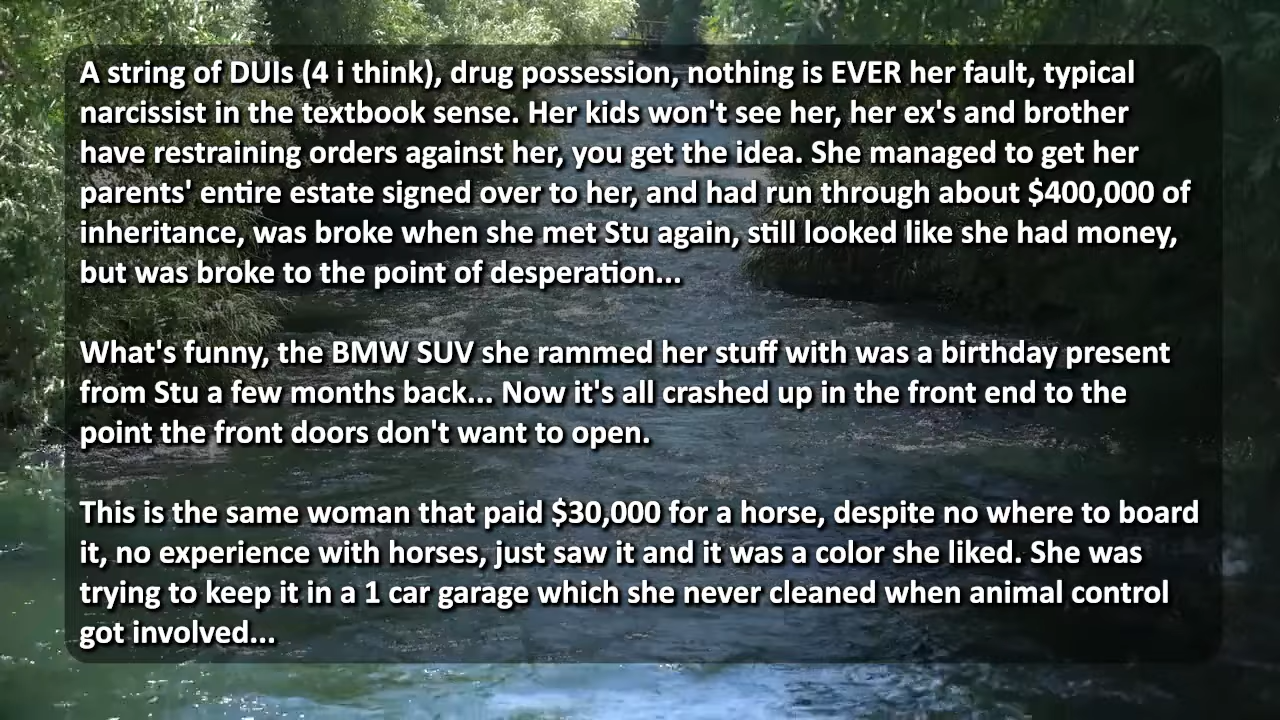 A string of DUIs (4 i think), drug possession, nothing is EVER her fault, typical
narcissist in the textbook sense. Her kids won't see her, her ex's and brother
have restraining orders against her, you get the idea. She managed to get her
parents' entire estate signed over to her, and had run through about $400,000 of
inheritance, was broke when she met Stu again, still looked like she had money,
but was broke to the point of desperation...
What's funny, the BMW SUV she rammed her stuff with was a birthday present
from Stu a few months back... Now it's all crashed up in the front end to the
point the front doors don't want to open.
This is the same woman that paid $30,000 for a horse, despite no where to board
it, no experience with horses, just saw it and it was a color she liked. She was
trying to keep it in a 1 car garage which she never cleaned when animal control
got involved...